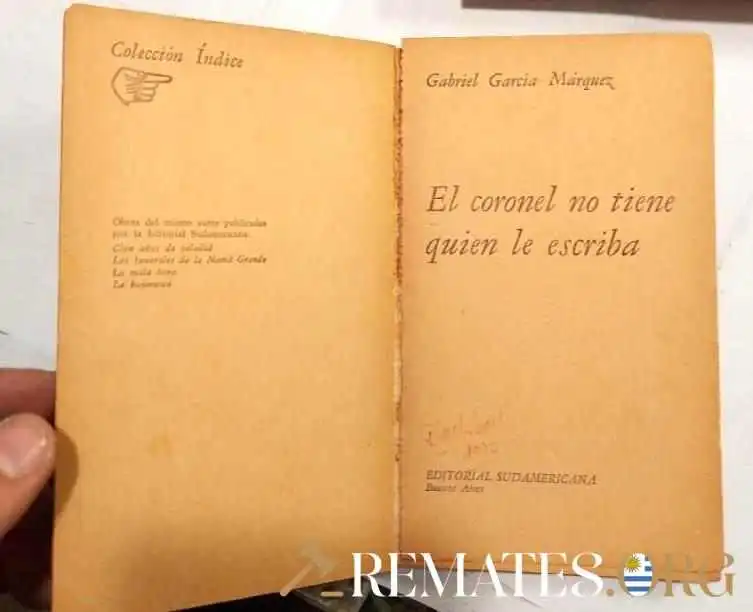 Colección Índice
Obras del mismo autor publicadas
por la Editorial Sudamericana
Cien años de soledad
Los funerales de la Mamá Grande
La mala hora
La hojarasca
Gabriel García Márquez
El coronel no tiene
quien le escriba
EDITORIAL SUDAMERICANA
Buenos Aires
REMATES.ORG